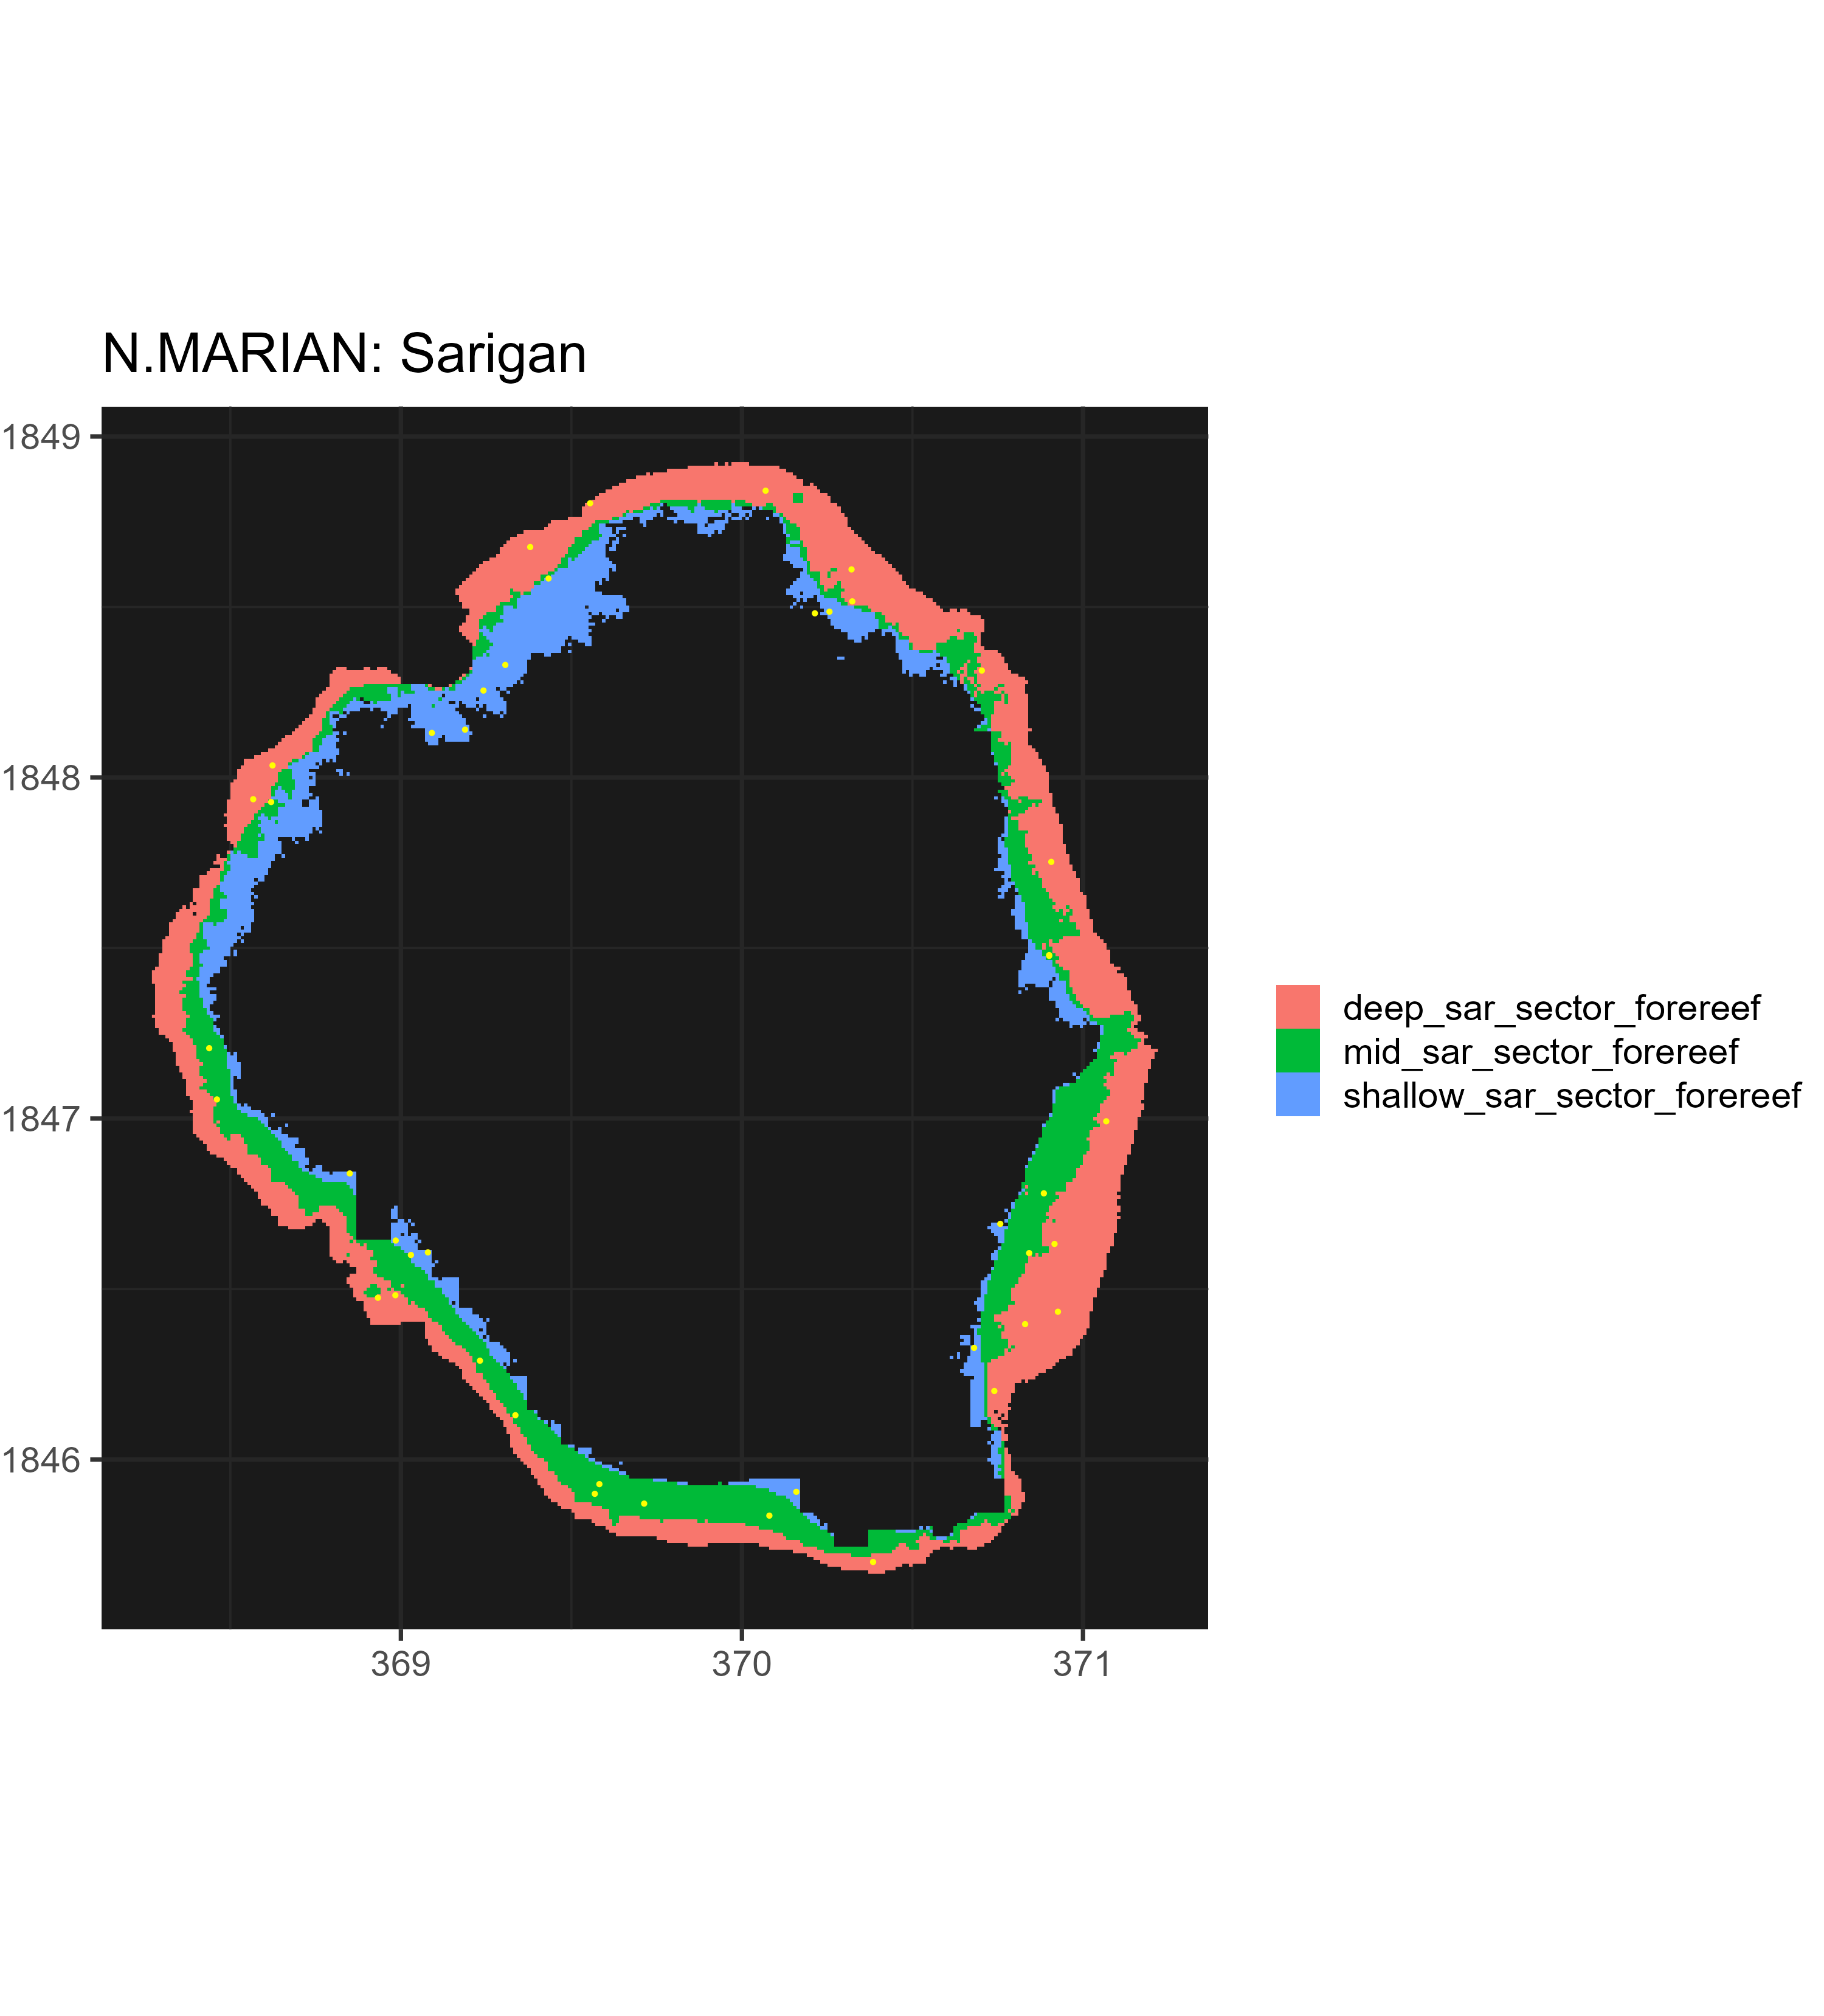 N.MARIAN: Sarigan
1849
1848
1847
1846
369
370
371
deep_sar_sector_forereef
mid_sar_sector_forereef
shallow_sar_sector_forereef